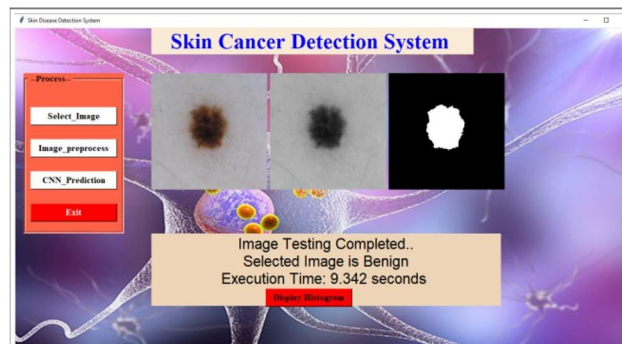 Skin Disease Detection System
Skin Cancer Detection System
--Process--
Select_Image
Image_preprocess
CNN_Prediction
Exit
Image Testing Completed..
Selected Image is Benign
Execution Time: 9.342 seconds
Display Histogram